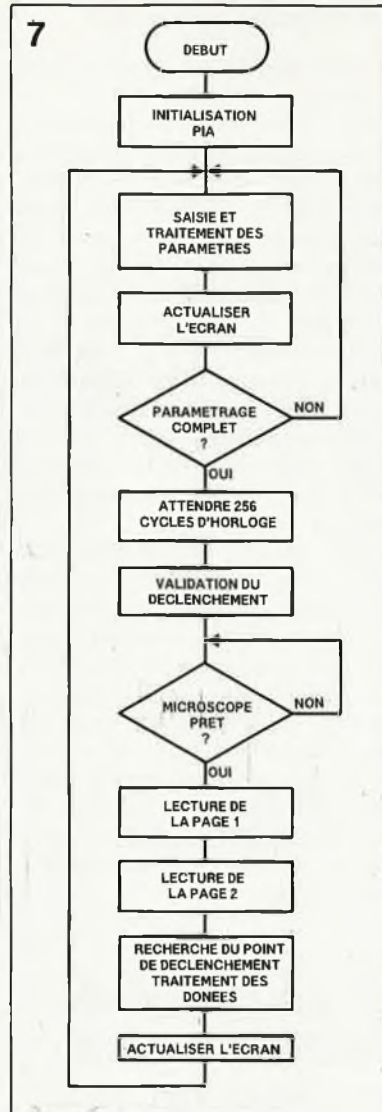 7
DEBUT
INITIALISATION
PIA
SAISIE ET
TRAITEMENT DES
PARAMETRES
ACTUALISER
L'ECRAN
PARAMETRAGE
COMPLET
?
NON
OUI
ATTENDRE 256
CYCLES D'HORLOGE
VALIDATION DU
DECLENCHEMENT
MICROSCOPE
PRET
?
NON
OUI
LECTURE DE
LA PAGE 1
LECTURE DE
LA PAGE 2
RECHERCHE DU POINT
DE DECLENCHEMENT
TRAITEMENT DES
DONEES
ACTUALISER L'ECRAN